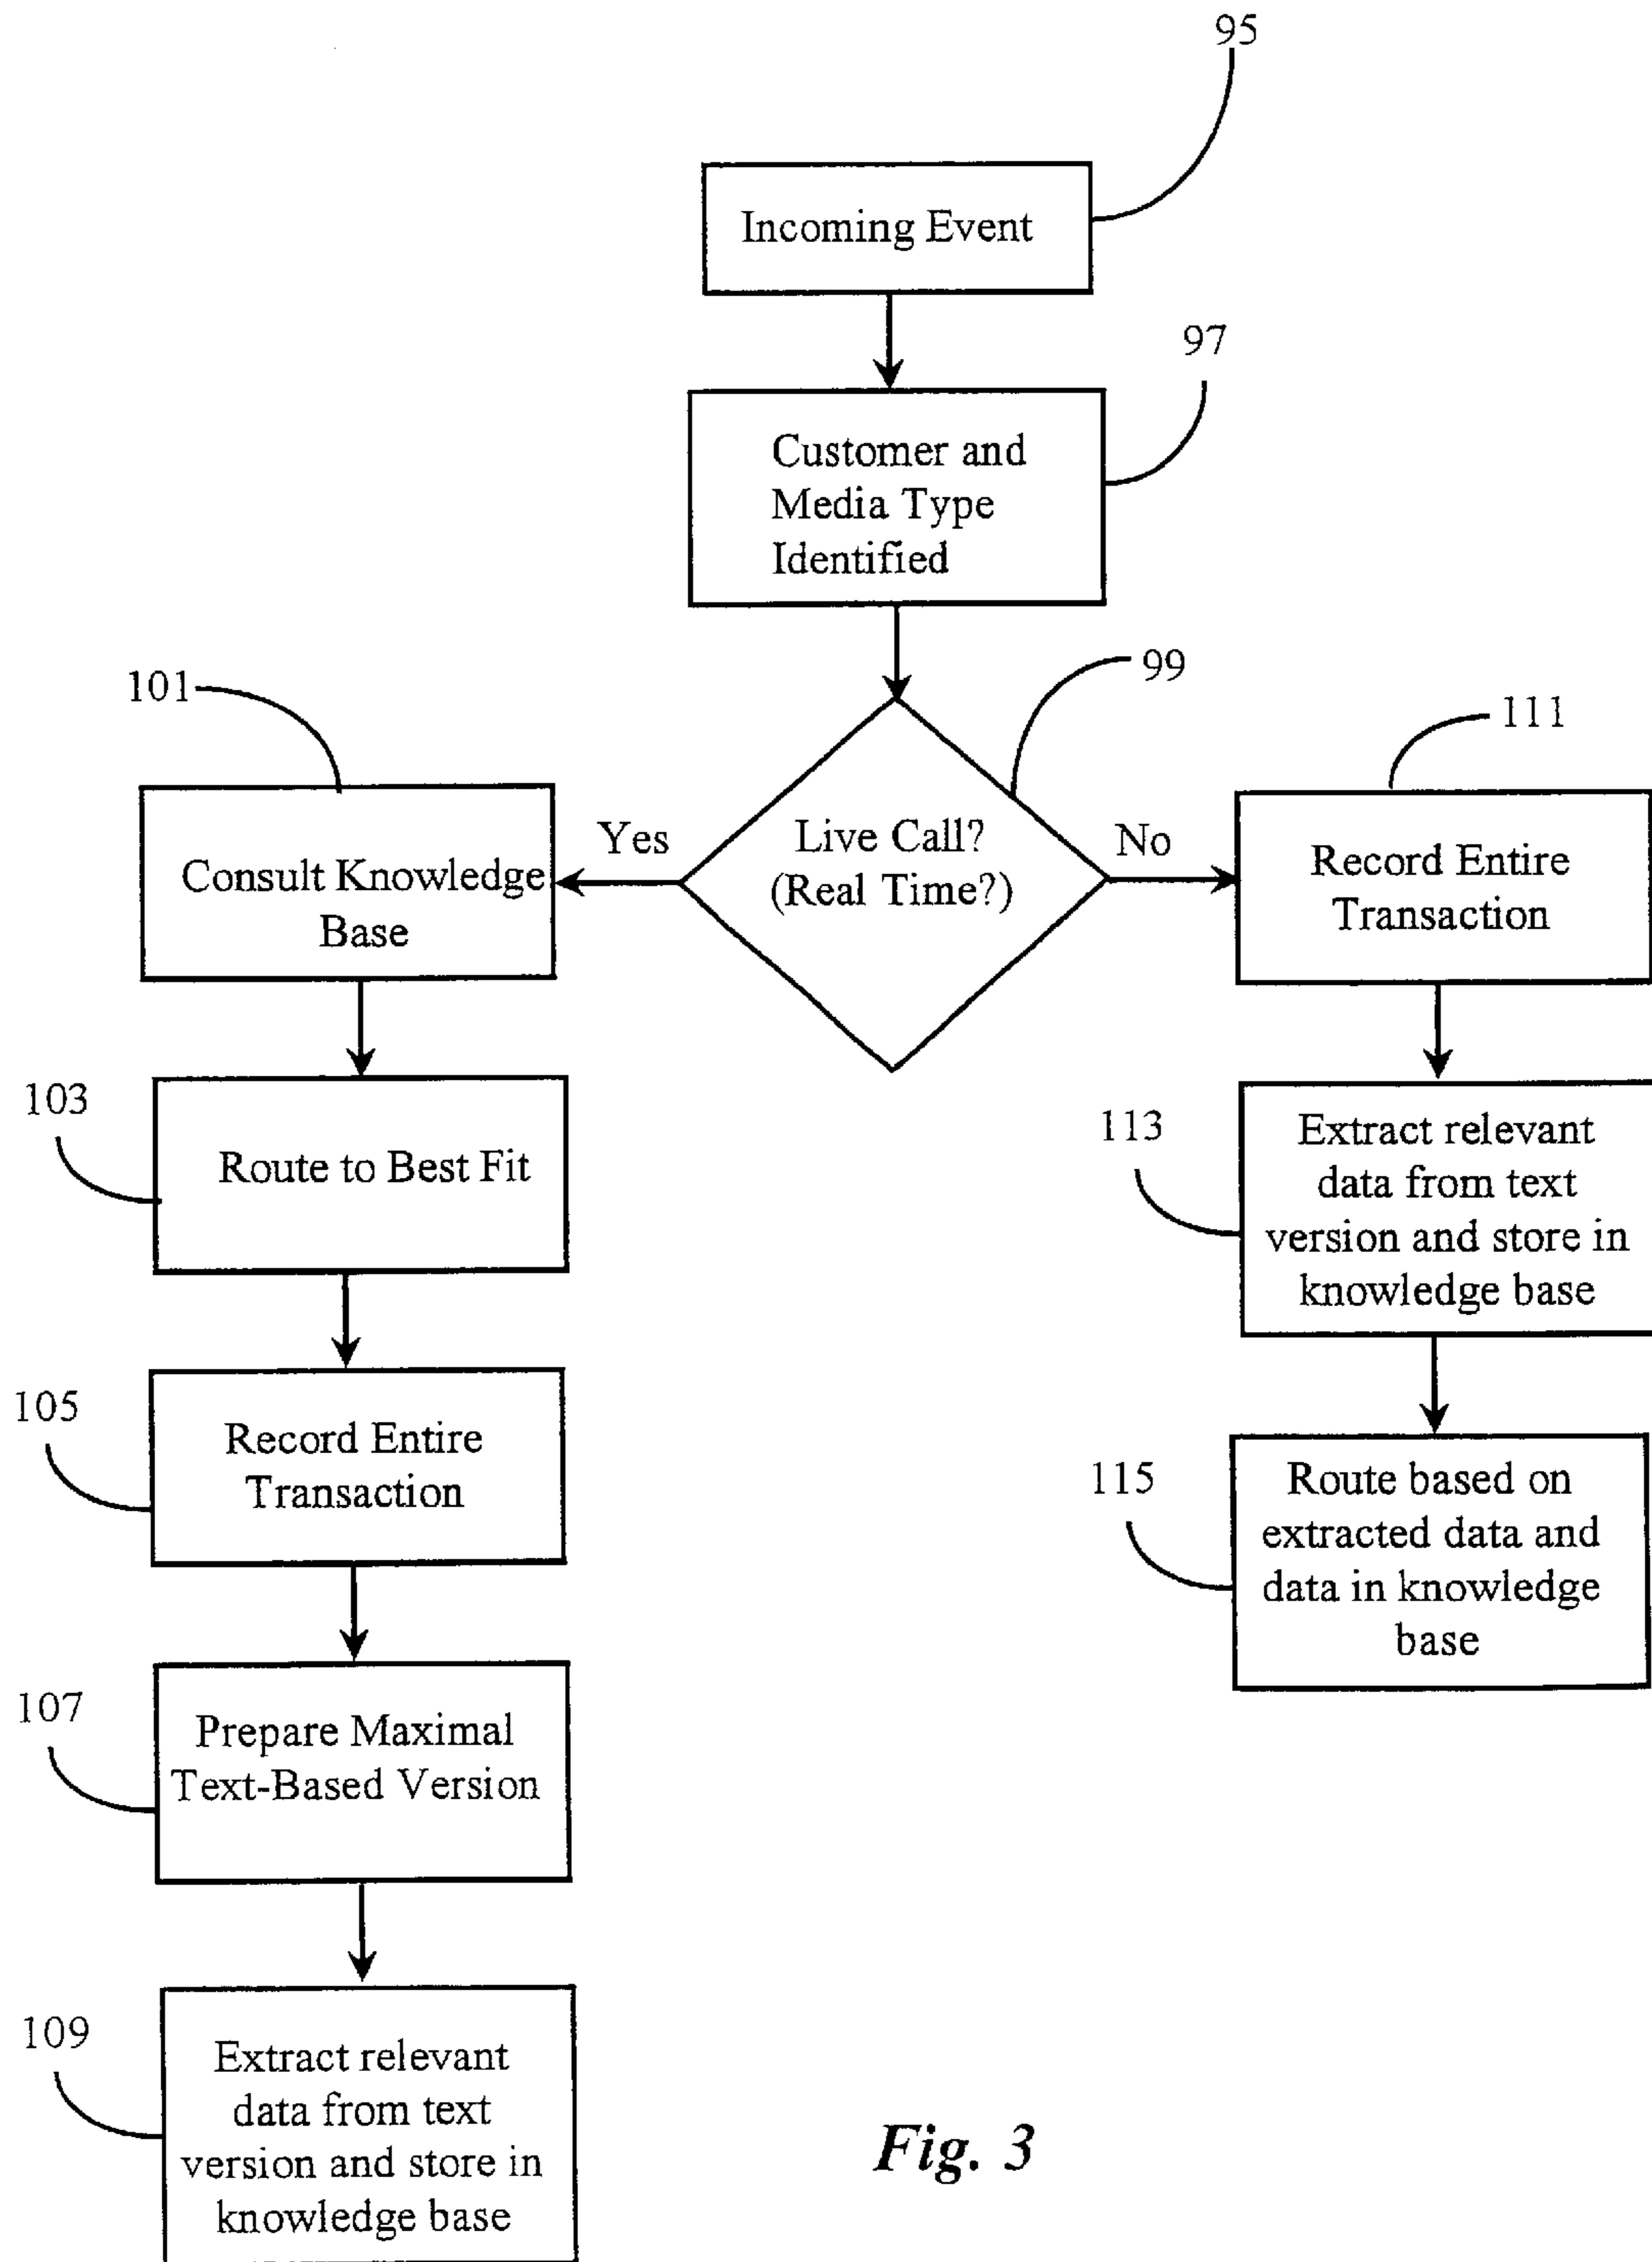 95
Incoming Event
97
Customer and
Media Type
Identified
99
Live Call?
(Real Time?)
Yes
No
101
Consult Knowledge
Base
103
Route to Best Fit
105
Record Entire
Transaction
107
Prepare Maximal
Text-Based Version
109
Extract relevant
data from text
version and store in
knowledge base
111
Record Entire
Transaction
113
Extract relevant
data from text
version and store in
knowledge base
115
Route based on
extracted data and
data in knowledge
base
Fig. 3